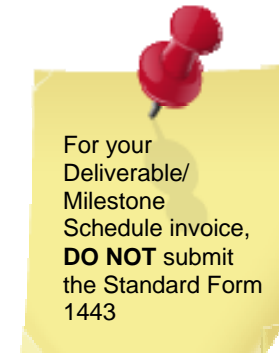 For your
Deliverable/
Milestone
Schedule invoice,
DO NOT submit
the Standard Form
1443